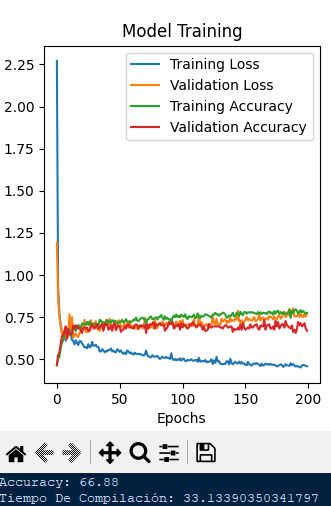 Model Training
2.25
2.00
1.75
1.50
1.25
1.00
0.75
0.50
Training Loss
Validation Loss
Training Accuracy
Validation Accuracy
0 50 100 150 200
Epochs
Accuracy: 66.88
Tiempo De Compilación: 33.13390350341797